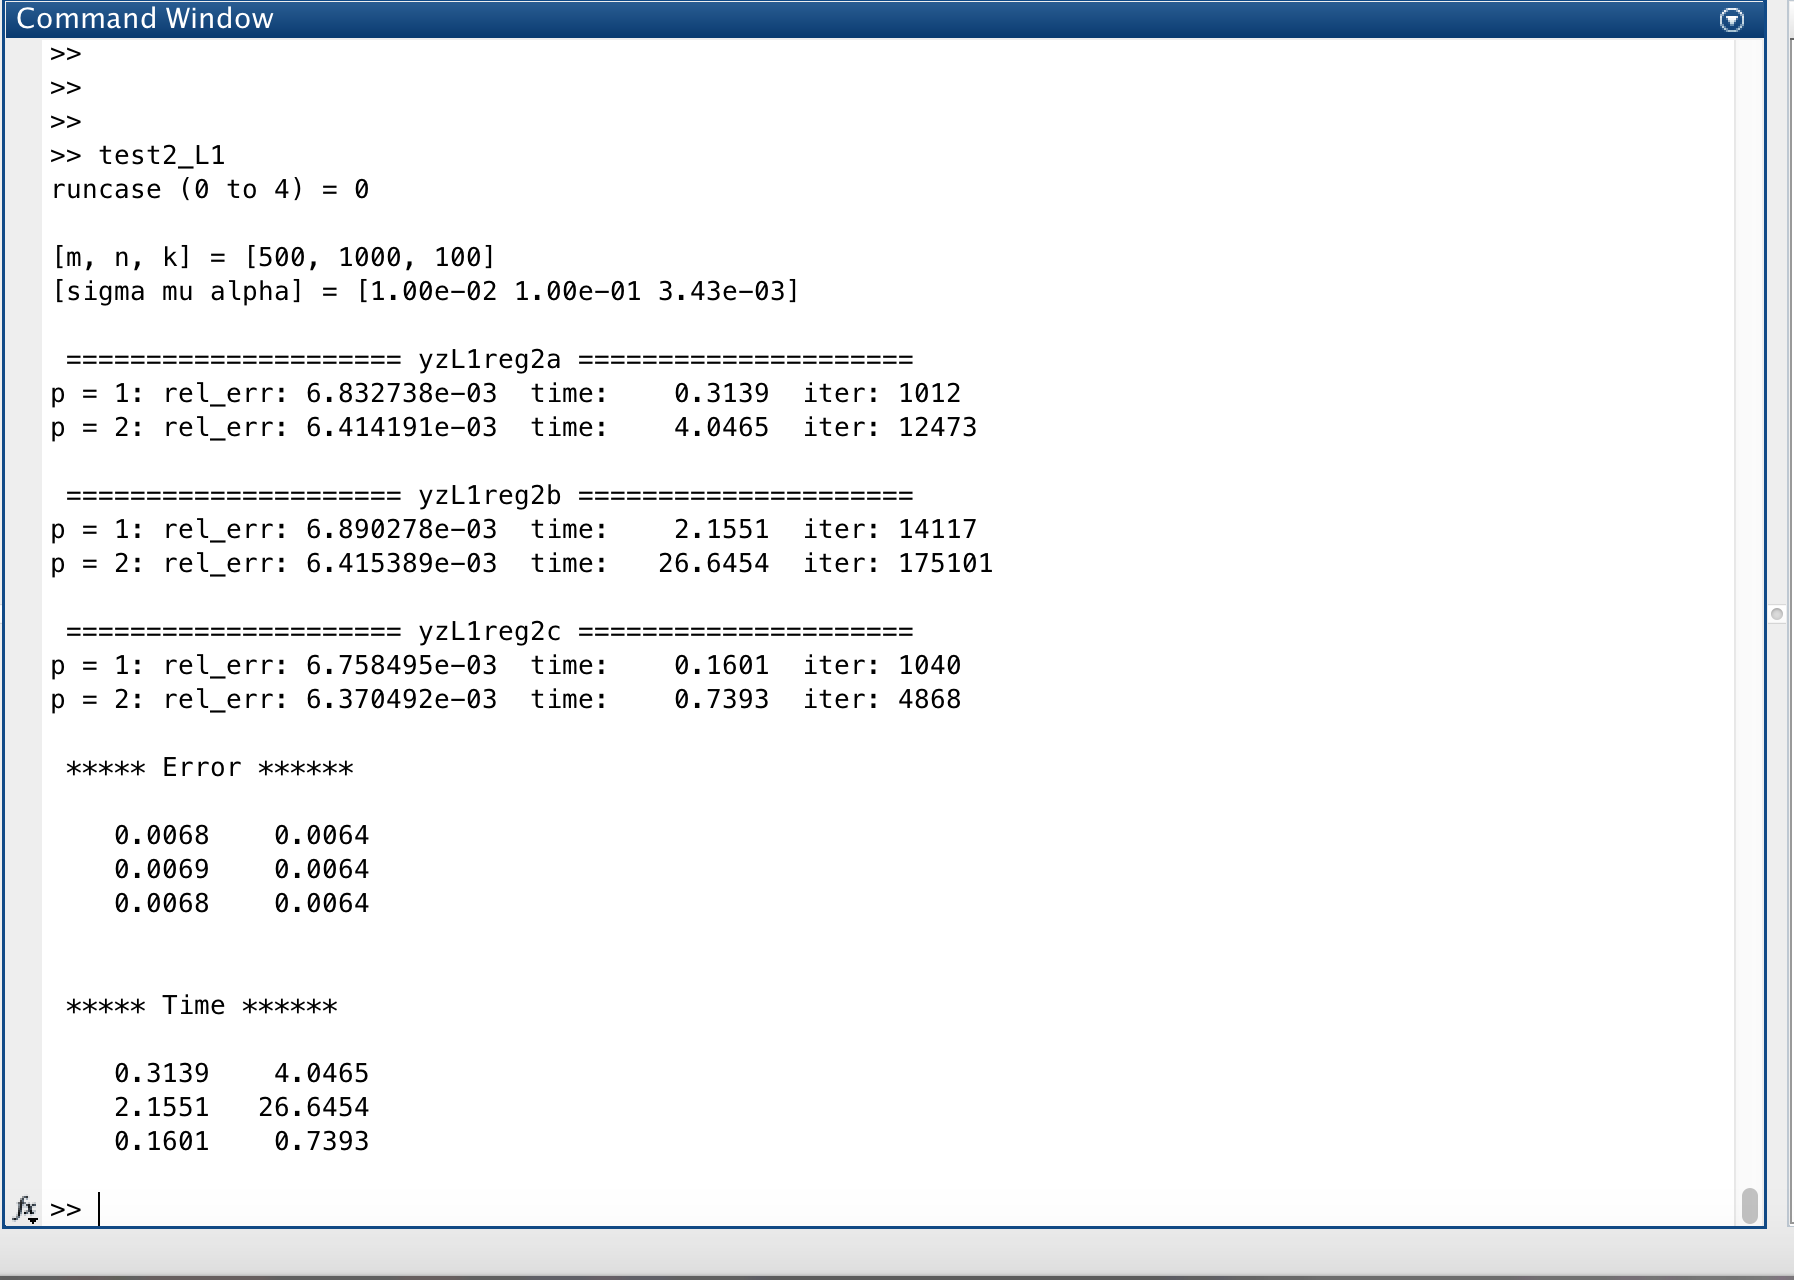 Command Window
>>
>>
>>
>> test2_L1
runcase (0 to 4) = 0
[m, n, k] = [500, 1000, 100]
[sigma mu alpha] = [1.00e-02 1.00e-01 3.43e-03]
===================== yzL1reg2a =====================
p = 1: rel_err: 6.832738e-03  time:    0.3139  iter: 1012
p = 2: rel_err: 6.414191e-03  time:    4.0465  iter: 12473
===================== yzL1reg2b =====================
p = 1: rel_err: 6.890278e-03  time:    2.1551  iter: 14117
p = 2: rel_err: 6.415389e-03  time:   26.6454  iter: 175101
===================== yzL1reg2c =====================
p = 1: rel_err: 6.758495e-03  time:    0.1601  iter: 1040
p = 2: rel_err: 6.370492e-03  time:    0.7393  iter: 4868
***** Error ******
0.0068    0.0064
0.0069    0.0064
0.0068    0.0064
***** Time ******
0.3139    4.0465
2.1551   26.6454
0.1601    0.7393
fx >>